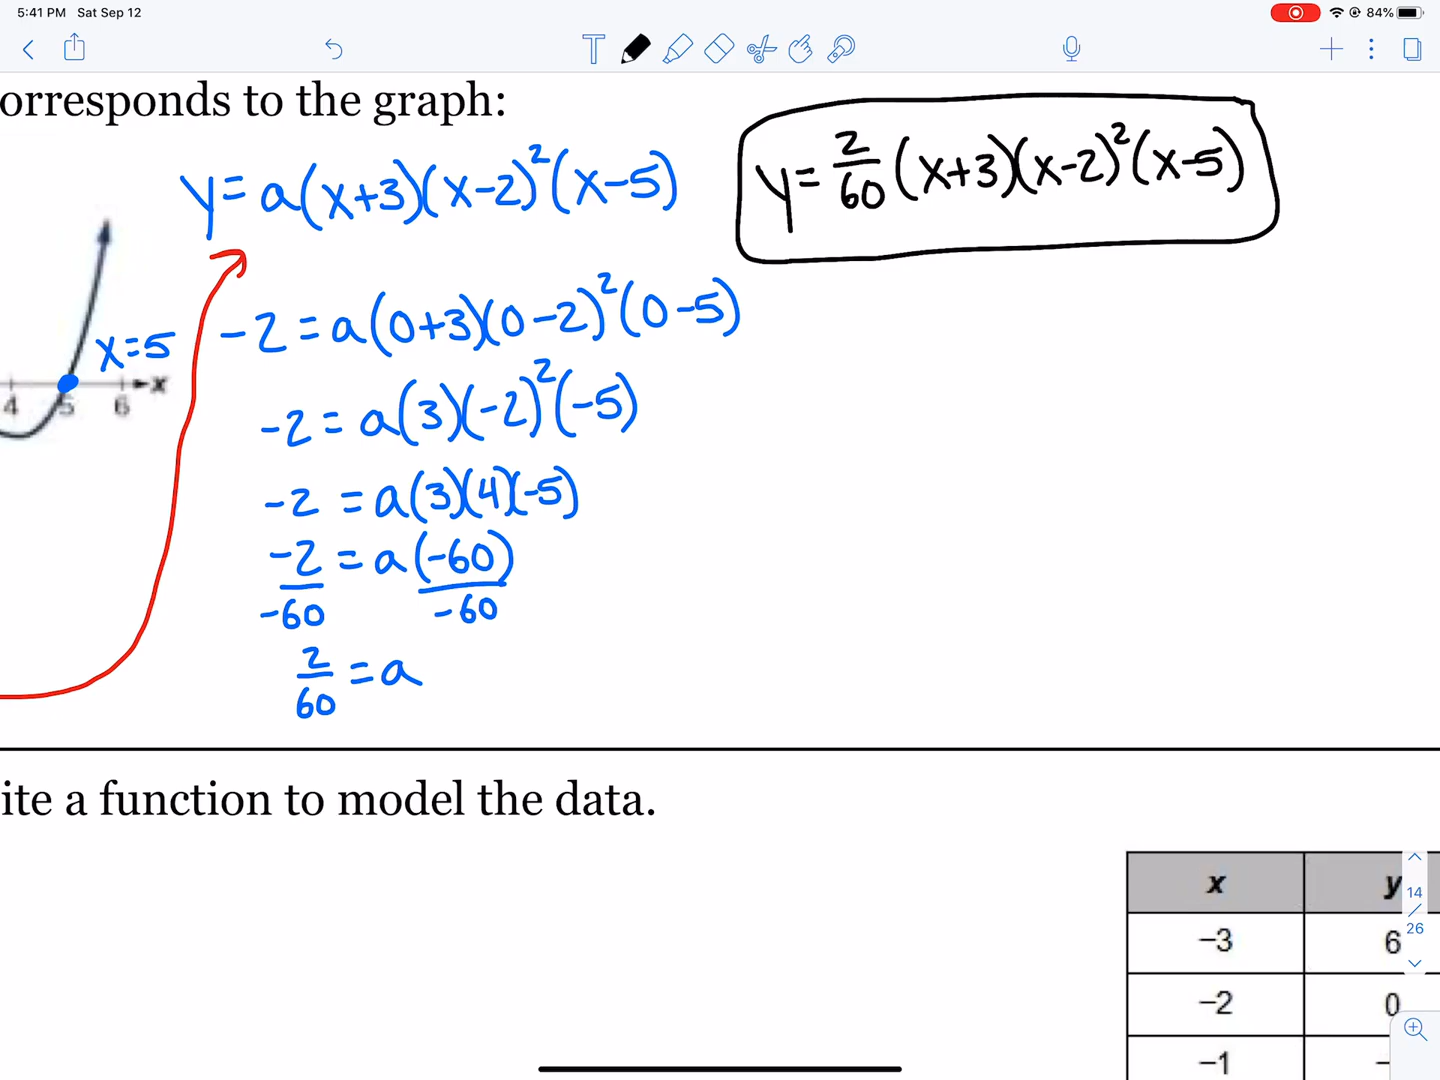 5:41 PM Sat Sep 12
84%
T
orresponds to the graph:
y = a(x+3)(x-2)²(x-5)
y = 2/60 (x+3)(x-2)²(x-5)
x=5
x
4 5 6
-2 = a(0+3)(0-2)²(0-5)
-2 = a(3)(-2)²(-5)
-2 = a(3)(4)(-5)
-2 = a(-60)
-60 -60
2/60 = a
ite a function to model the data.
x y
-3 6
-2 0
-1 -
14 / 26